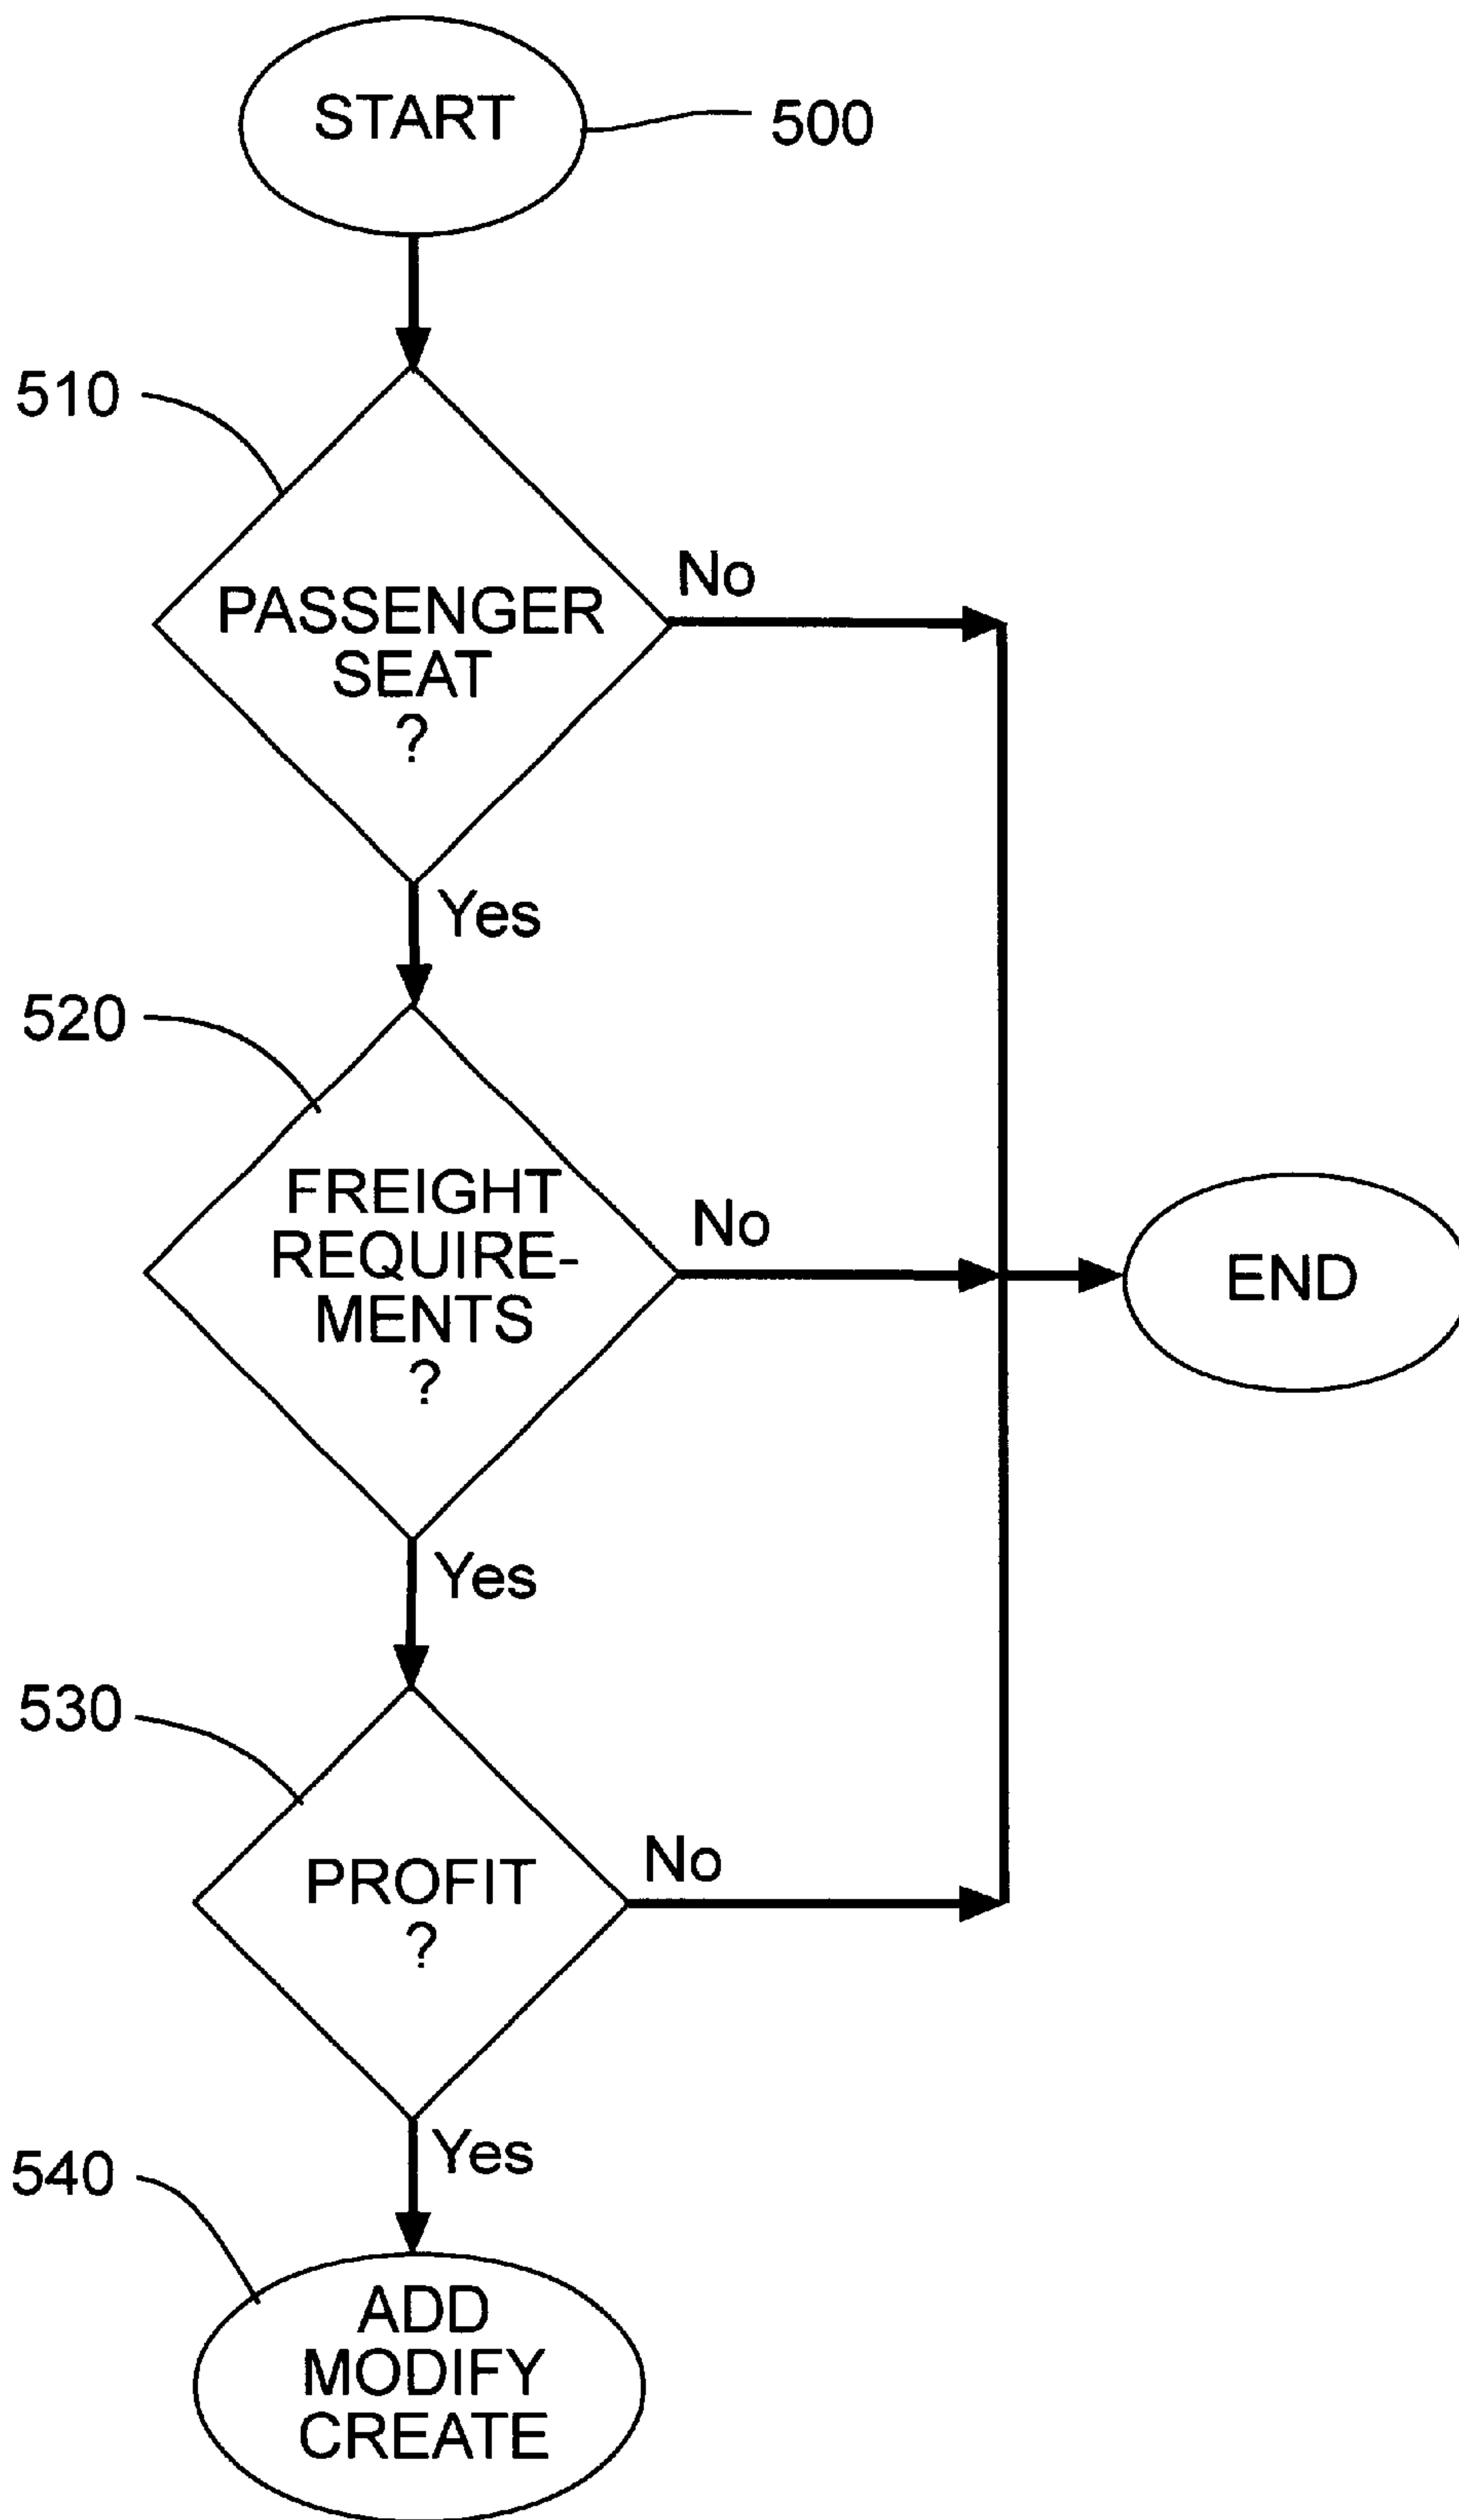 START
500
510
PASSENGER
SEAT
?
No
Yes
520
FREIGHT
REQUIRE-
MENTS
?
No
END
Yes
530
PROFIT
?
No
Yes
540
ADD
MODIFY
CREATE